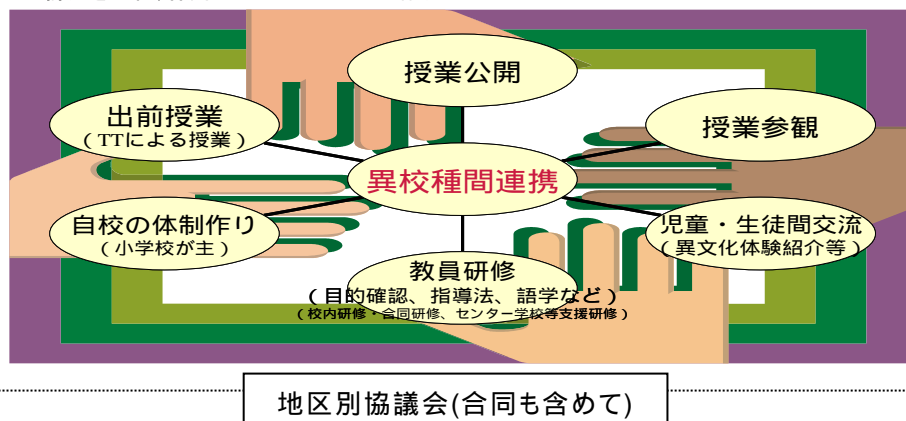 授業公開
出前授業
（TTによる授業）
授業参観
異校種間連携
自校の体制作り
（小学校が主）
児童・生徒間交流
（異文化体験紹介等）
教員研修
（目的確認、指導法、語学など）
（校内研修・合同研修、センター学校等支援研修）
地区別協議会(合同も含めて)